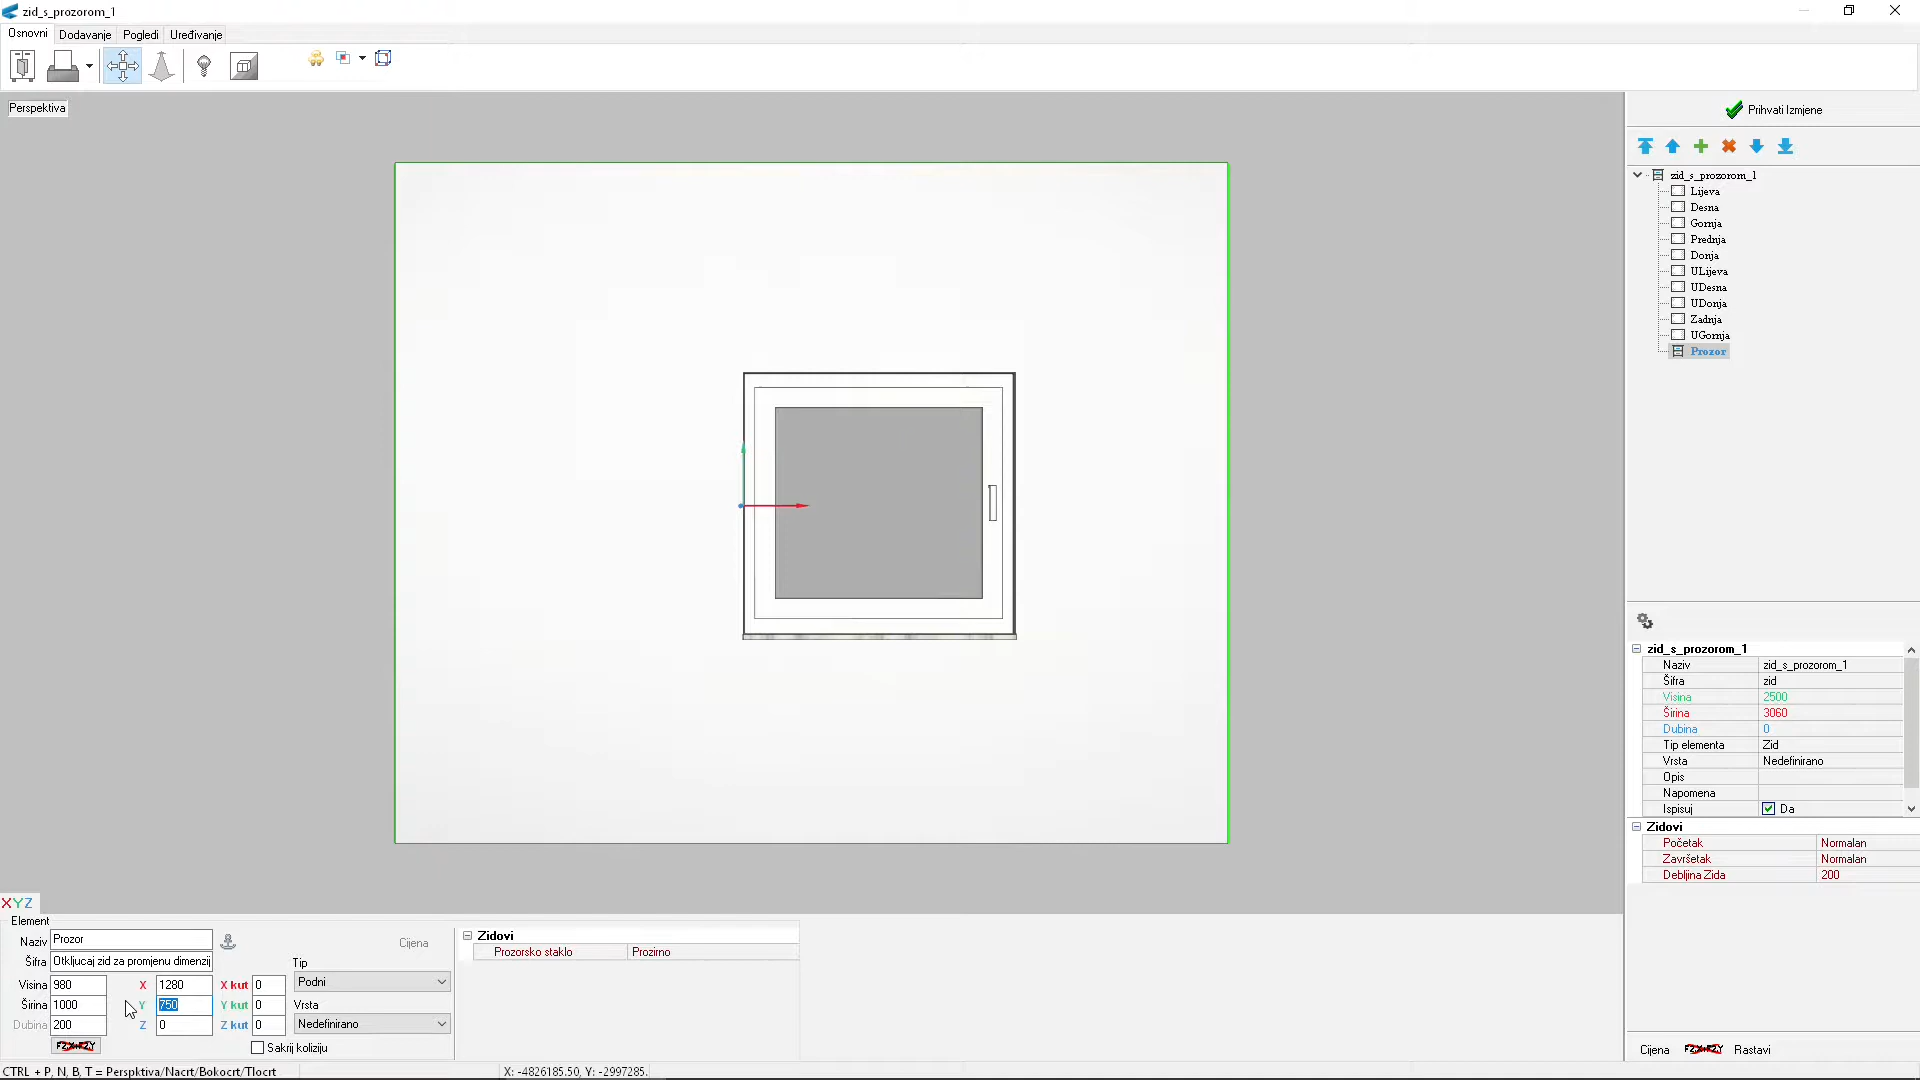 zid_s_prozorom_1
Osnovni Dodavanje Pogledi Uređivanje
Perspektiva
Prihvati Izmjene
zid_s_prozorom_1
Lijeva
Desna
Gornja
Prednja
Donja
ULijeva
UDesna
UDonja
Zadnja
UGornja
Prozor
zid_s_prozorom_1
Naziv zid_s_prozorom_1
Šifra zid
Visina 2500
Širina 3060
Dubina 0
Tip elementa Zid
Vrsta Nedefinirano
Opis
Napomena
Ispisuj Da
Zidovi
Početak Normalan
Završetak Normalan
Debljina Zida 200
Cijena Rastavi
XYZ
Element
Naziv Prozor Cijena
Šifra Otključaj zid za promjenu dimenzij
Tip
Visina 980 X 1280 X kut 0 Podni
Širina 1000 Y 750 Y kut 0 Vrsta
Dubina 200 Z 0 Z kut 0 Nedefinirano
Sakrij koliziju
Zidovi
Prozorsko staklo Prozirno
CTRL + P, N, B, T = Perspktiva/Nacrt/Bokocrt/Tlocrt X: -4826185.50, Y: -2997285.